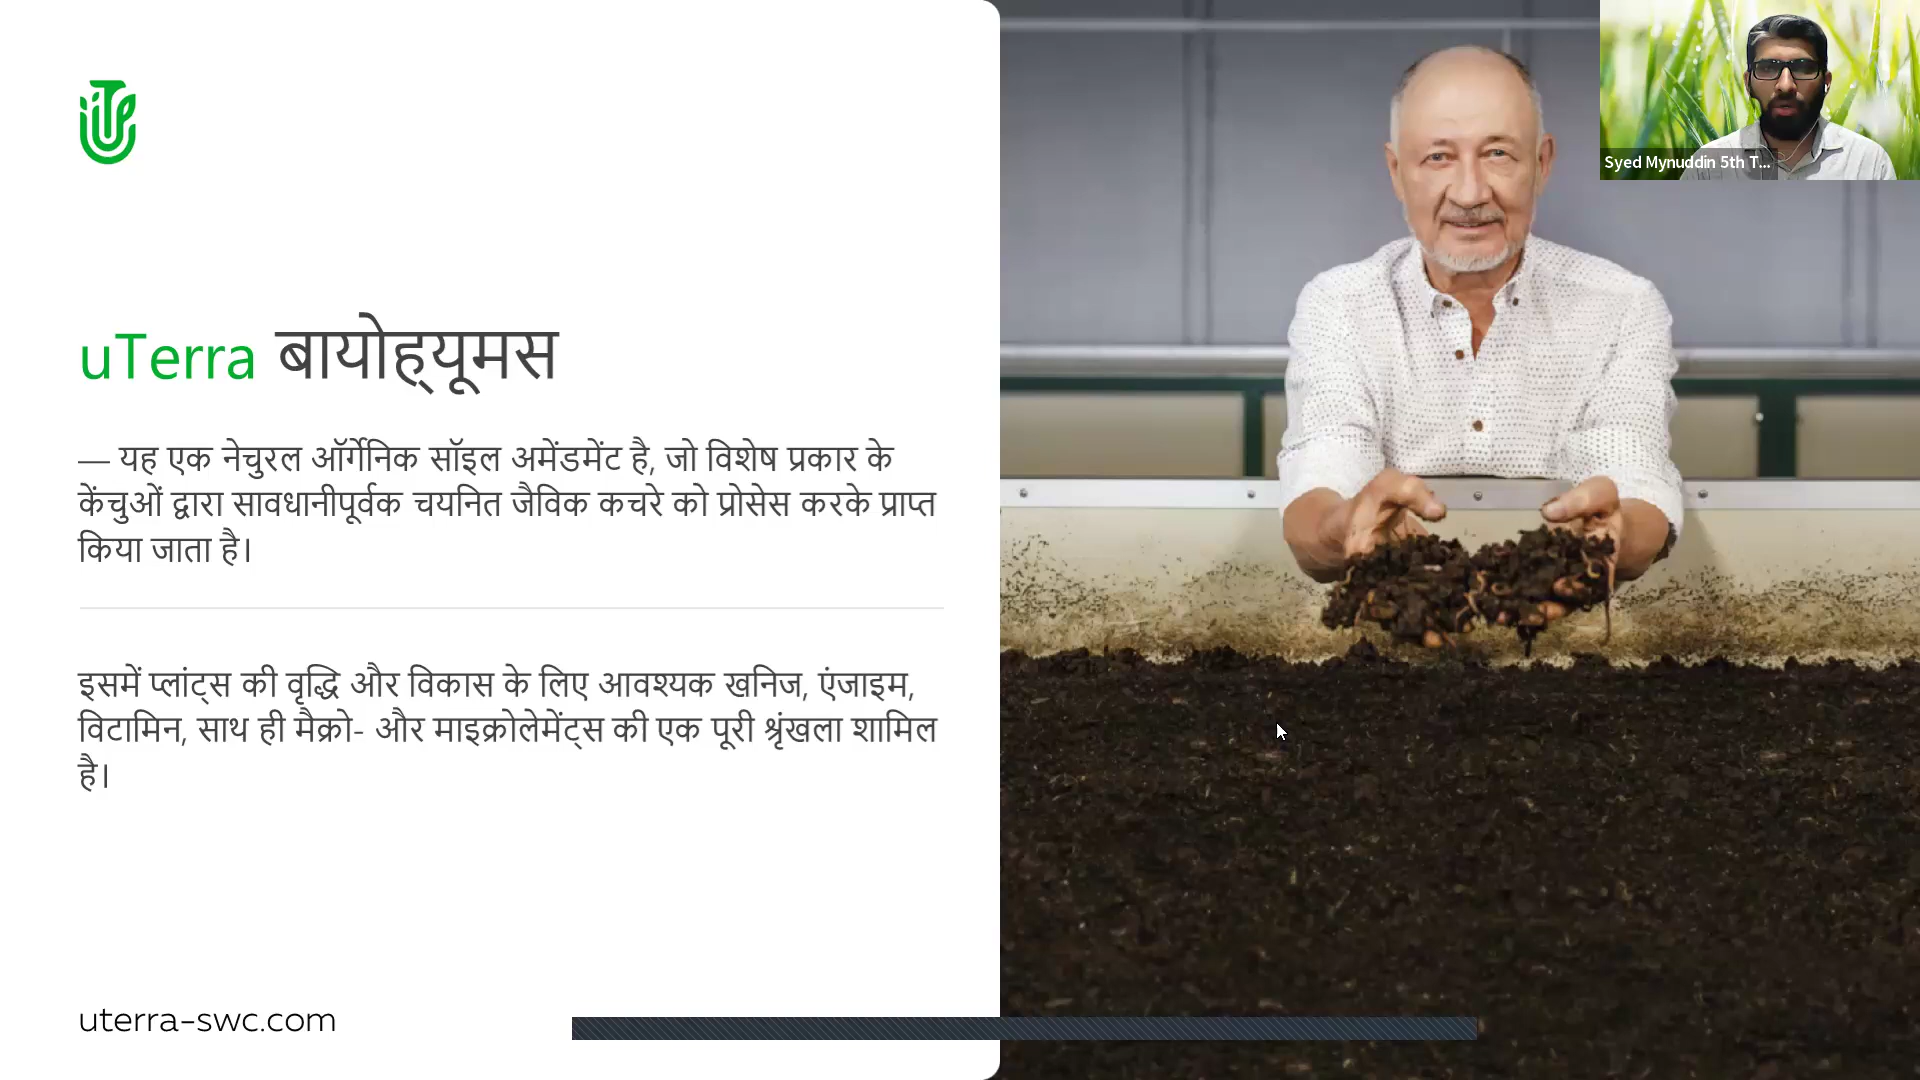 uTerra बायोह्यूमस
— यह एक नेचुरल ऑर्गेनिक सॉइल अमेंडमेंट है, जो विशेष प्रकार के
केंचुओं द्वारा सावधानीपूर्वक चयनित जैविक कचरे को प्रोसेस करके प्राप्त
किया जाता है।
इसमें प्लांट्स की वृद्धि और विकास के लिए आवश्यक खनिज, एंजाइम,
विटामिन, साथ ही मैक्रो- और माइक्रोलेमेंट्स की एक पूरी श्रृंखला शामिल
है।
uterra-swc.com
Syed Mynuddin 5th T...